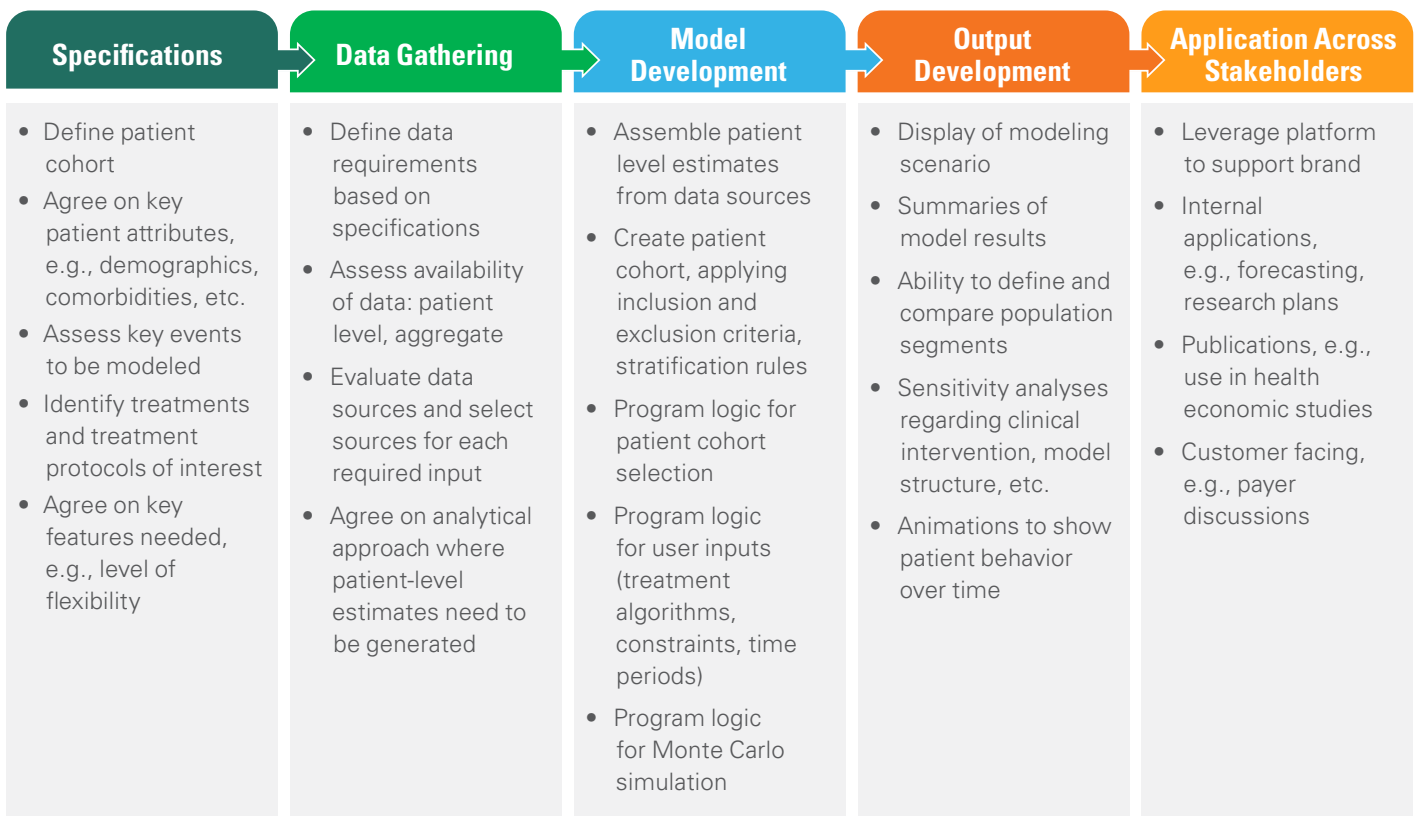 Specifications
• Define patient
cohort
• Agree on key
patient attributes,
e.g., demographics,
comorbidities, etc.
• Assess key events
to be modeled
• Identify treatments
and treatment
protocols of interest
• Agree on key
features needed,
e.g., level of
flexibility
Data Gathering
• Define data
requirements
based on
specifications
• Assess availability
of data: patient
level, aggregate
• Evaluate data
sources and select
sources for each
required input
• Agree on analytical
approach where
patient-level
estimates need to
be generated
Model
Development
• Assemble patient
level estimates
from data sources
• Create patient
cohort, applying
inclusion and
exclusion criteria,
stratification rules
• Program logic for
patient cohort
selection
• Program logic
for user inputs
(treatment
algorithms,
constraints, time
periods)
• Program logic
for Monte Carlo
simulation
Output
Development
• Display of modeling
scenario
• Summaries of
model results
• Ability to define and
compare population
segments
• Sensitivity analyses
regarding clinical
intervention, model
structure, etc.
• Animations to show
patient behavior
over time
Application Across
Stakeholders
• Leverage platform
to support brand
• Internal
applications,
e.g., forecasting,
research plans
• Publications, e.g.,
use in health
economic studies
• Customer facing,
e.g., payer
discussions